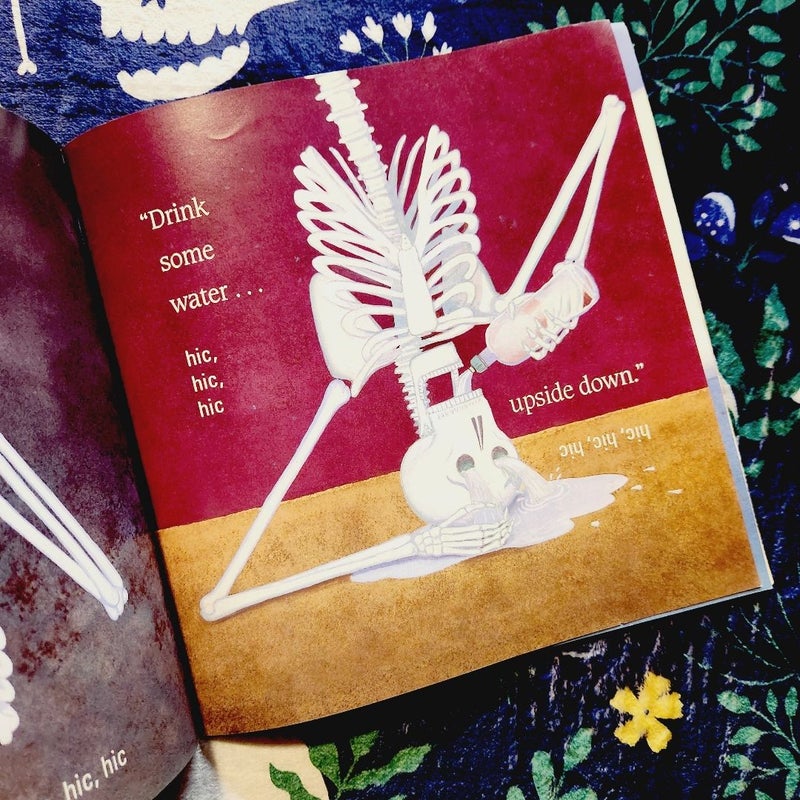 hic, hic
"Drink
some
water . . .
hic,
hic,
hic
upside down."
hic, hic, hic